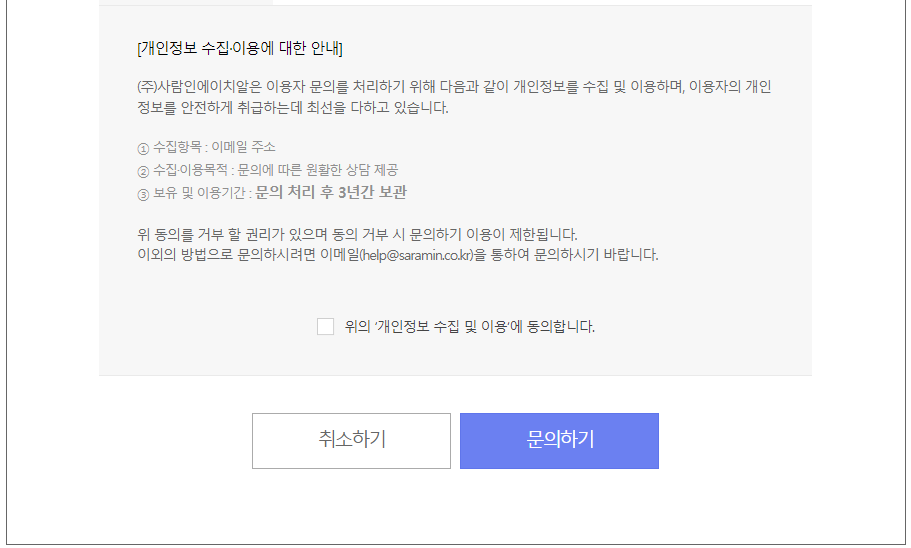 [개인정보 수집·이용에 대한 안내]
(주)사람인에이치알은 이용자 문의를 처리하기 위해 다음과 같이 개인정보를 수집 및 이용하며, 이용자의 개인
정보를 안전하게 취급하는데 최선을 다하고 있습니다.
① 수집항목 : 이메일 주소
② 수집·이용목적 : 문의에 따른 원활한 상담 제공
③ 보유 및 이용기간 : 문의 처리 후 3년간 보관
위 동의를 거부 할 권리가 있으며 동의 거부 시 문의하기 이용이 제한됩니다.
이외의 방법으로 문의하시려면 이메일(help@saramin.co.kr)을 통하여 문의하시기 바랍니다.
위의 '개인정보 수집 및 이용'에 동의합니다.
취소하기
문의하기